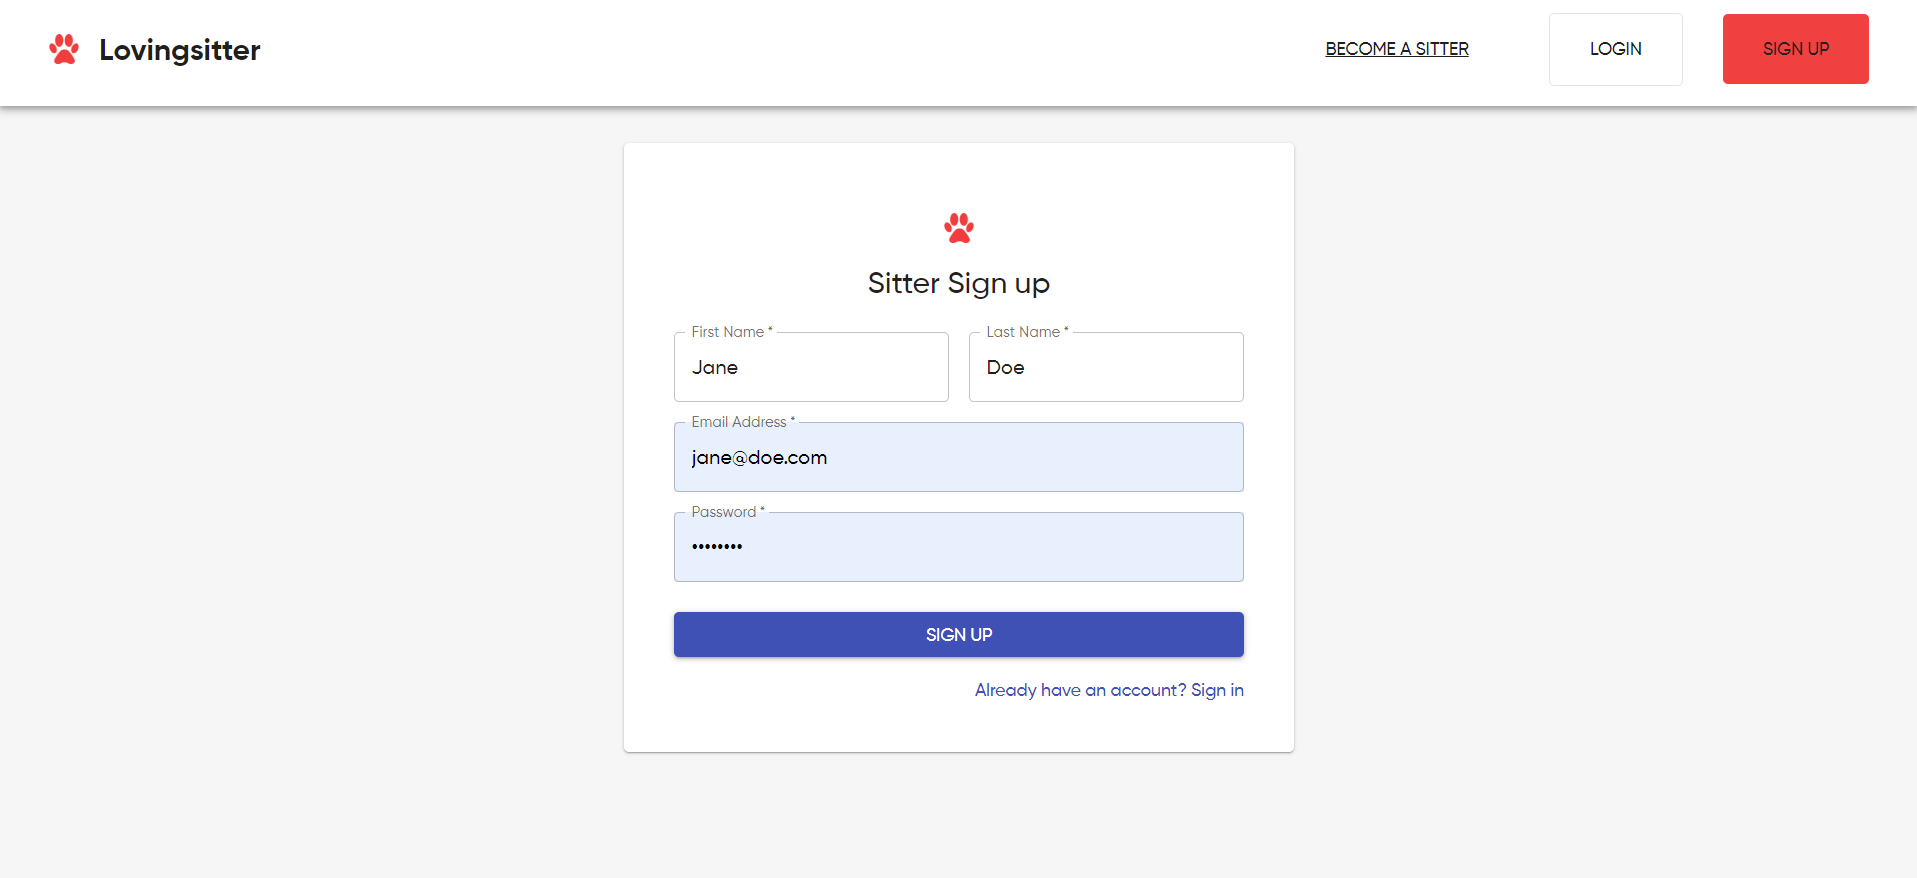 Lovingsitter
BECOME A SITTER
LOGIN
SIGN UP
Sitter Sign up
First Name *
Jane
Last Name *
Doe
Email Address *
jane@doe.com
Password *
••••••••
SIGN UP
Already have an account? Sign in